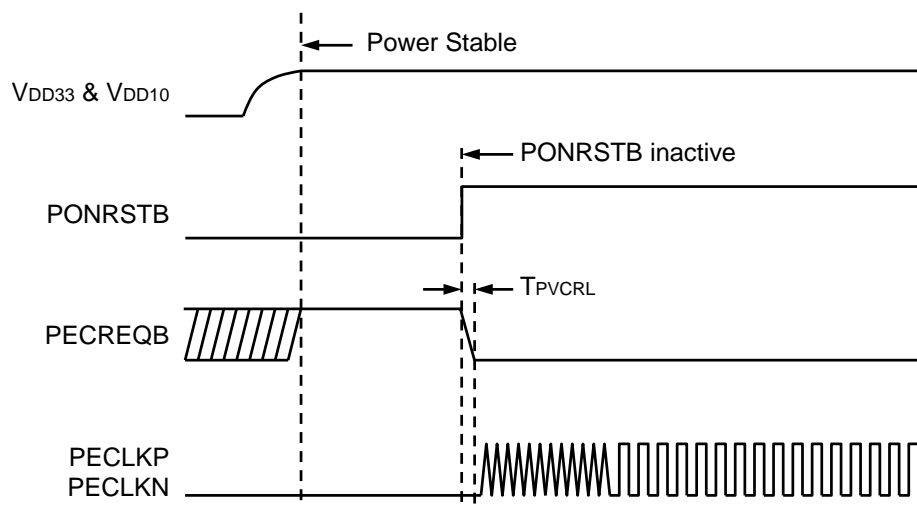 Power Stable
VDD33 & VDD10
PONRSTB inactive
PONRSTB
TPVCRL
PECREQB
PECLKP
PECLKN